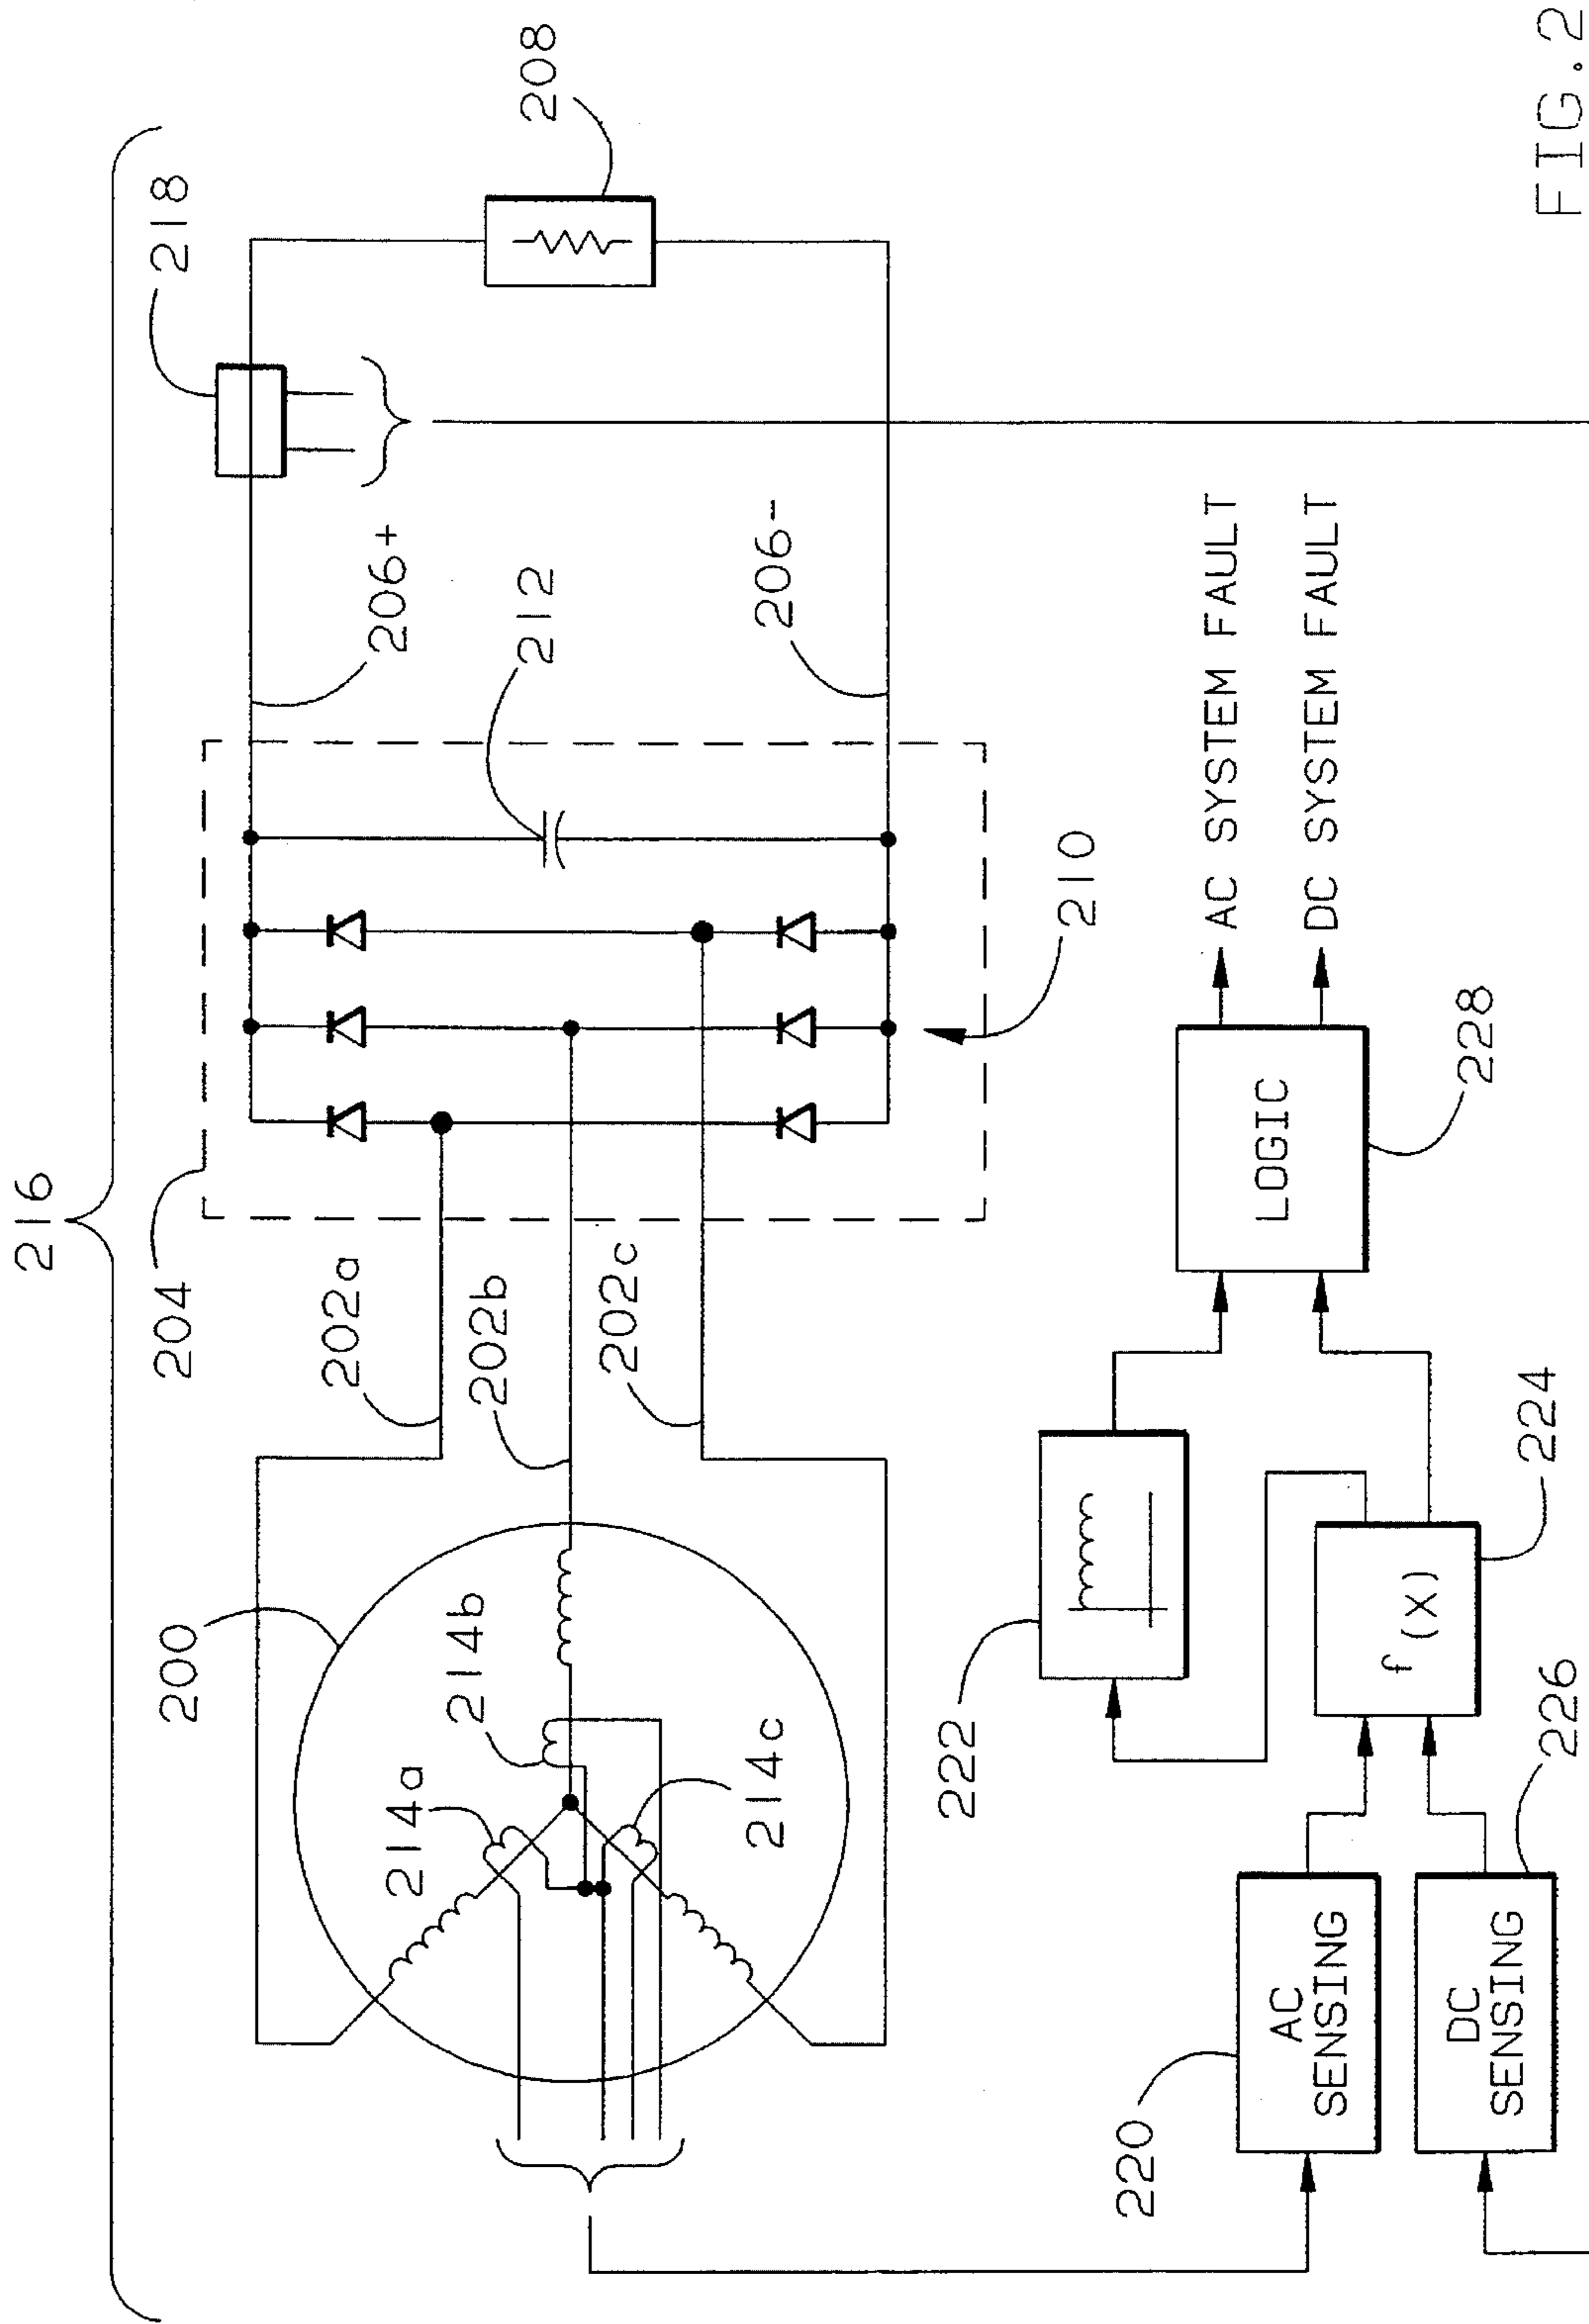 216
218
208
204
206+
212
206-
202a
202b
202c
210
200
214a
214b
214c
222
224
220
AC
SENSING
226
DC
SENSING
f(X)
LOGIC
228
AC SYSTEM FAULT
DC SYSTEM FAULT
FIG.2